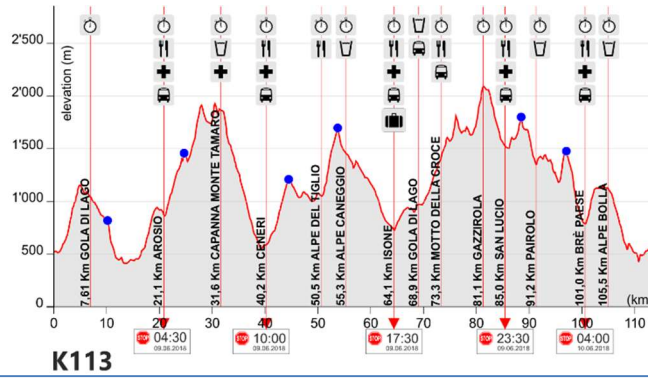 elevation (m)
2'500
2'000
1'500
1'000
500
0
7,61 Km GOLA DI LAGO
21,1 Km AROSIO
31,6 Km CAPANNA MONTE TAMARO
40,2 Km CENERI
50,5 Km ALPE DEL TIGLIO
55,3 Km ALPE CANEGGIO
64,1 Km ISONE
68,9 Km GOLA DI LAGO
73,3 Km MOTTO DELLA CROCE
81,1 Km GAZZIROLA
85,0 Km SAN LUCIO
91,2 Km PAIROLO
101,0 Km BRÈ PAESE
105,5 Km ALPE BOLLA
(km
0 10 20 30 40 50 60 70 80 90 100 110
STOP 04:30
09.06.2018
STOP 10:00
09.06.2018
STOP 17:30
09.06.2018
STOP 23:30
09.06.2018
STOP 04:00
10.06.2018
K113